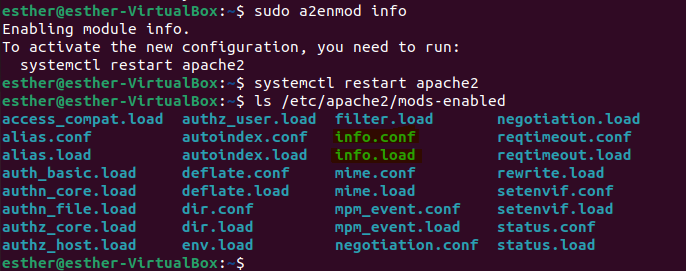 esther@esther-VirtualBox:~$ sudo a2enmod info
Enabling module info.
To activate the new configuration, you need to run:
  systemctl restart apache2
esther@esther-VirtualBox:~$ systemctl restart apache2
esther@esther-VirtualBox:~$ ls /etc/apache2/mods-enabled
access_compat.load  authz_user.load  filter.load       negotiation.load
alias.conf          autoindex.conf   info.conf         reqtimeout.conf
alias.load          autoindex.load   info.load         reqtimeout.load
auth_basic.load     deflate.conf     mime.conf         rewrite.load
authn_core.load     deflate.load     mime.load         setenvif.conf
authn_file.load     dir.conf         mpm_event.conf    setenvif.load
authz_core.load     dir.load         mpm_event.load    status.conf
authz_host.load     env.load         negotiation.conf  status.load
esther@esther-VirtualBox:~$